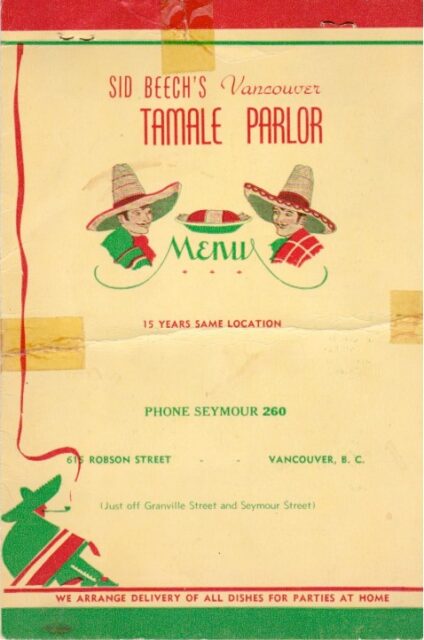 SID BEECH'S Vancouver
TAMALE PARLOR
MENU
15 YEARS SAME LOCATION
PHONE SEYMOUR 260
615 ROBSON STREET - - VANCOUVER, B. C.
(Just off Granville Street and Seymour Street)
WE ARRANGE DELIVERY OF ALL DISHES FOR PARTIES AT HOME